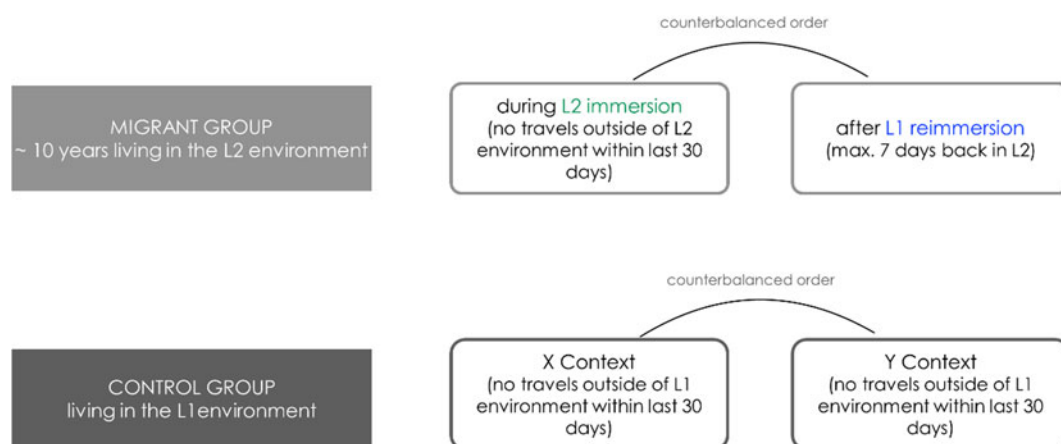 counterbalanced order
MIGRANT GROUP
~ 10 years living in the L2 environment
during L2 immersion
(no travels outside of L2
environment within last 30
days)
after L1 reimmersion
(max. 7 days back in L2)
counterbalanced order
CONTROL GROUP
living in the L1environment
X Context
(no travels outside of L1
environment within last 30
days)
Y Context
(no travels outside of L1
environment within last 30
days)